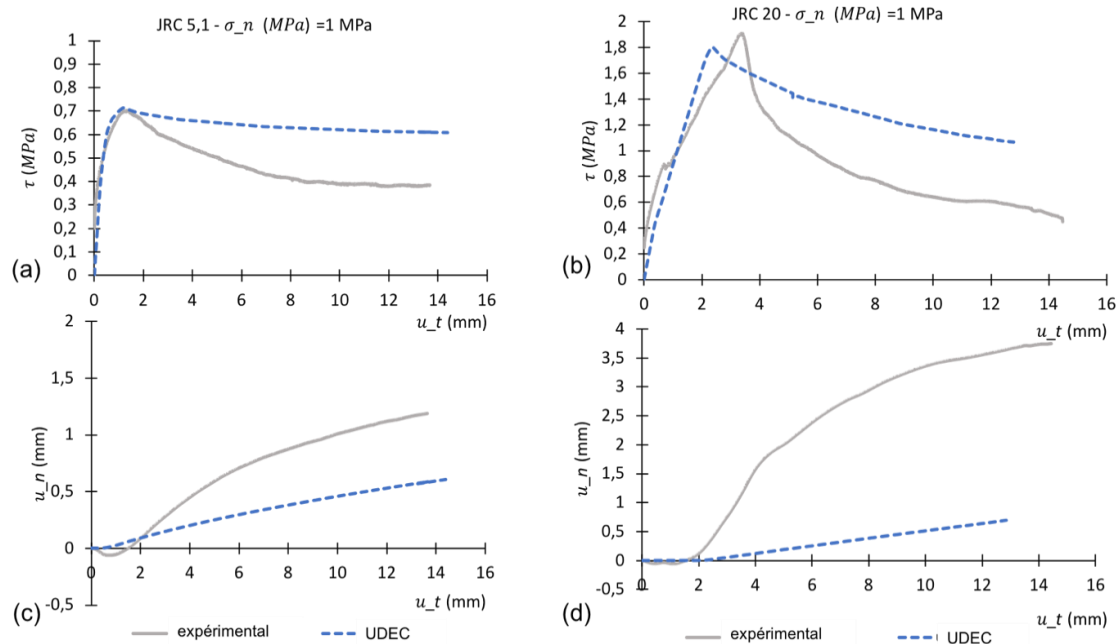 JRC 5,1 - σ_n (MPa) =1 MPa
1
0,9
0,8
0,7
0,6
0,5
0,4
0,3
0,2
0,1
0
τ (MPa)
0 2 4 6 8 10 12 14 16
u_t (mm)
(a)
JRC 20 - σ_n (MPa) =1 MPa
2
1,8
1,6
1,4
1,2
1
0,8
0,6
0,4
0,2
0
τ (MPa)
0 2 4 6 8 10 12 14 16
u_t (mm)
(b)
2
1,5
1
0,5
0
-0,5
u_n (mm)
0 2 4 6 8 10 12 14 16
u_t (mm)
(c)
expérimental UDEC
4
3,5
3
2,5
2
1,5
1
0,5
0
-0,5
u_n (mm)
0 2 4 6 8 10 12 14 16
u_t (mm)
(d)
expérimental UDEC